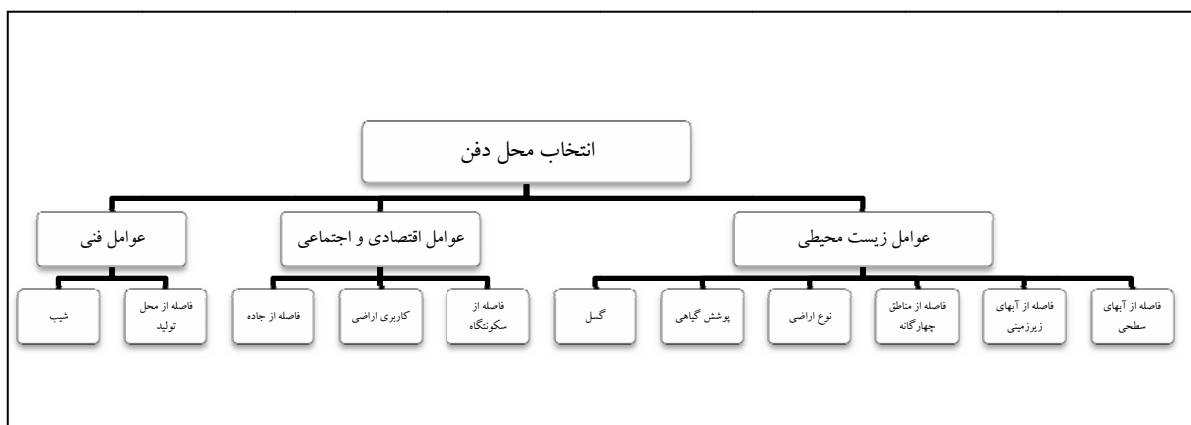 انتخاب محل دفن
عوامل زیست محیطی
عوامل اقتصادی و اجتماعی
عوامل فنی
فاصله از آبهای
سطحی
فاصله از آبهای
زیرزمینی
فاصله از مناطق
چهارگانه
نوع اراضی
پوشش گیاهی
گسل
فاصله از
سکونتگاه
کاربری اراضی
فاصله از جاده
فاصله از محل
تولید
شیب